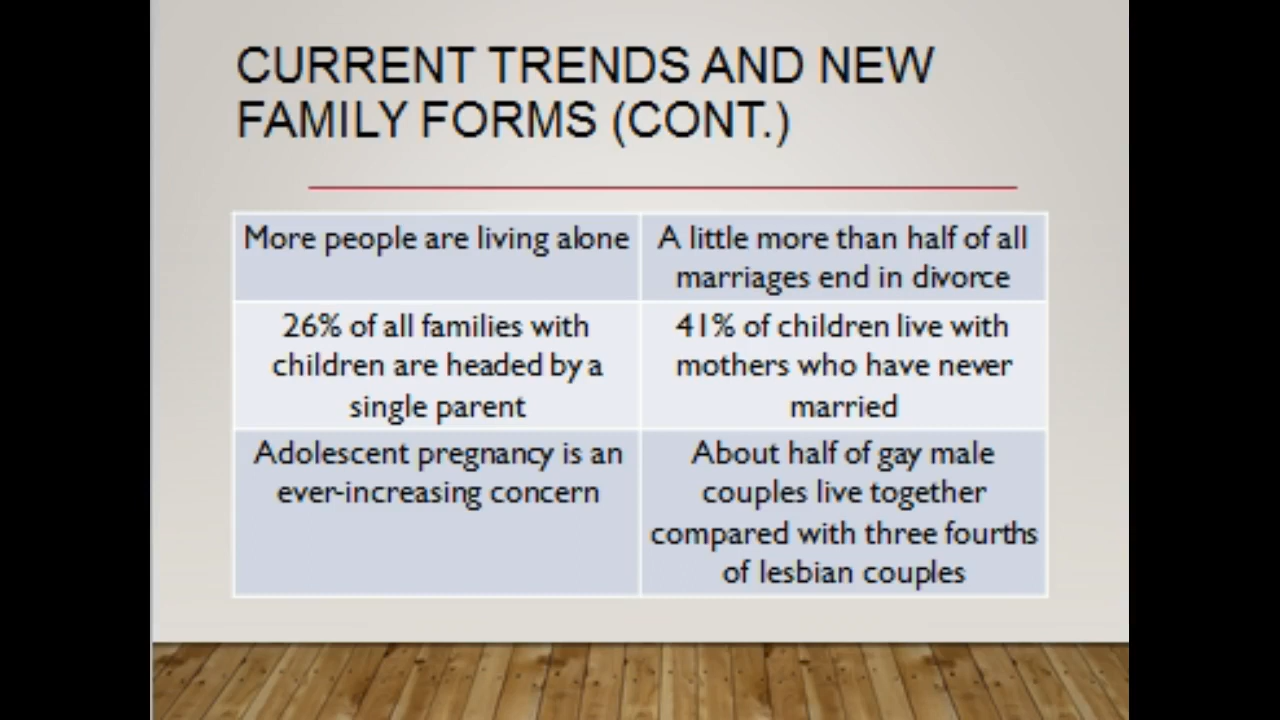 CURRENT TRENDS AND NEW
FAMILY FORMS (CONT.)
More people are living alone
A little more than half of all
marriages end in divorce
26% of all families with
children are headed by a
single parent
41% of children live with
mothers who have never
married
Adolescent pregnancy is an
ever-increasing concern
About half of gay male
couples live together
compared with three fourths
of lesbian couples